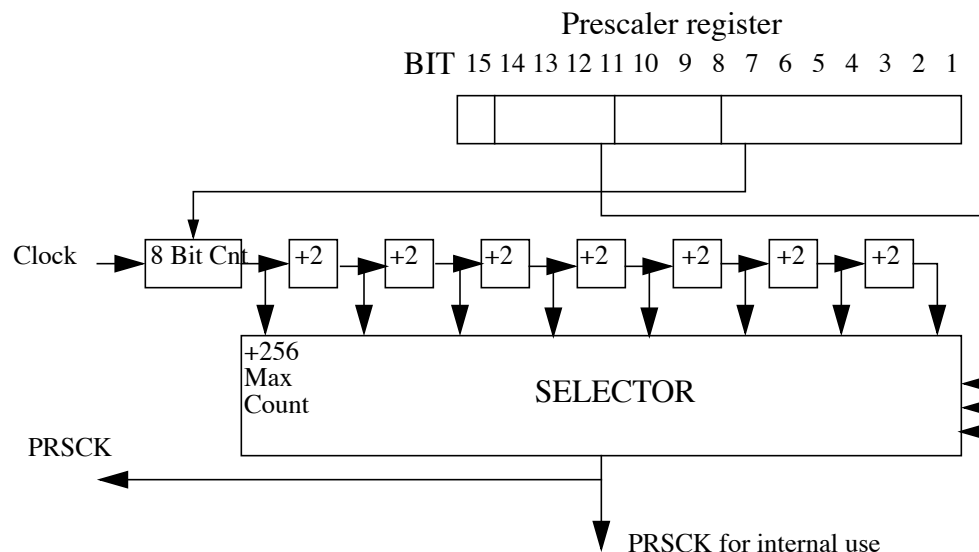 Prescaler register
BIT 15 14 13 12 11 10 9 8 7 6 5 4 3 2 1
Clock
8 Bit Cnt
+2
+2
+2
+2
+2
+2
+2
+256
Max
Count
SELECTOR
PRSCK
PRSCK for internal use